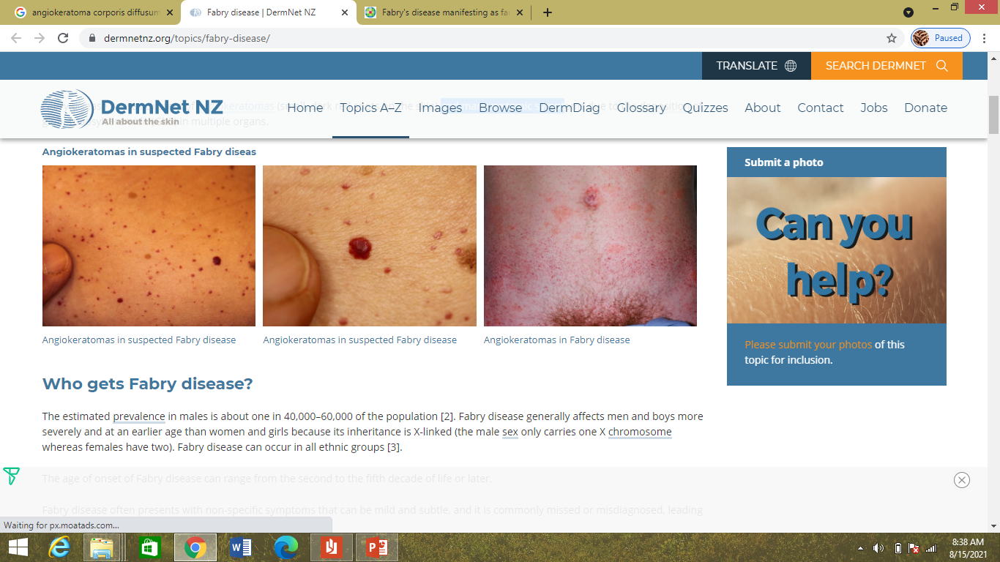 angiokeratoma corporis diffusum
Fabry disease | DermNet NZ
Fabry's disease manifesting as fa
dermnetnz.org/topics/fabry-disease/
Paused
TRANSLATE
SEARCH DERMNET
DermNet NZ
All about the skin
Home
Topics A–Z
Images
Browse
DermDiag
Glossary
Quizzes
About
Contact
Jobs
Donate
in multiple organs.
Angiokeratomas in suspected Fabry diseas
Angiokeratomas in suspected Fabry disease
Angiokeratomas in suspected Fabry disease
Angiokeratomas in Fabry disease
Submit a photo
Can you
help?
Please submit your photos of this
topic for inclusion.
Who gets Fabry disease?
The estimated prevalence in males is about one in 40,000–60,000 of the population [2]. Fabry disease generally affects men and boys more
severely and at an earlier age than women and girls because its inheritance is X-linked (the male sex only carries one X chromosome
whereas females have two). Fabry disease can occur in all ethnic groups [3].
The age of onset of Fabry disease can range from the second to the fifth decade of life or later.
Fabry disease often presents with non-specific symptoms that can be mild and subtle, and it is commonly missed or misdiagnosed, leading
Waiting for px.moatads.com...
8:38 AM
8/15/2021